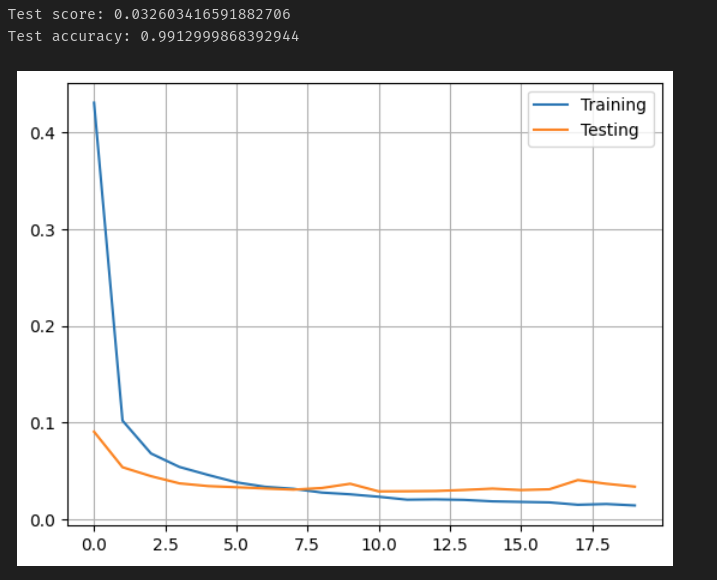 Test score: 0.032603416591882706
Test accuracy: 0.9912999868392944
Training
Testing
0.4
0.3
0.2
0.1
0.0
0.0 2.5 5.0 7.5 10.0 12.5 15.0 17.5